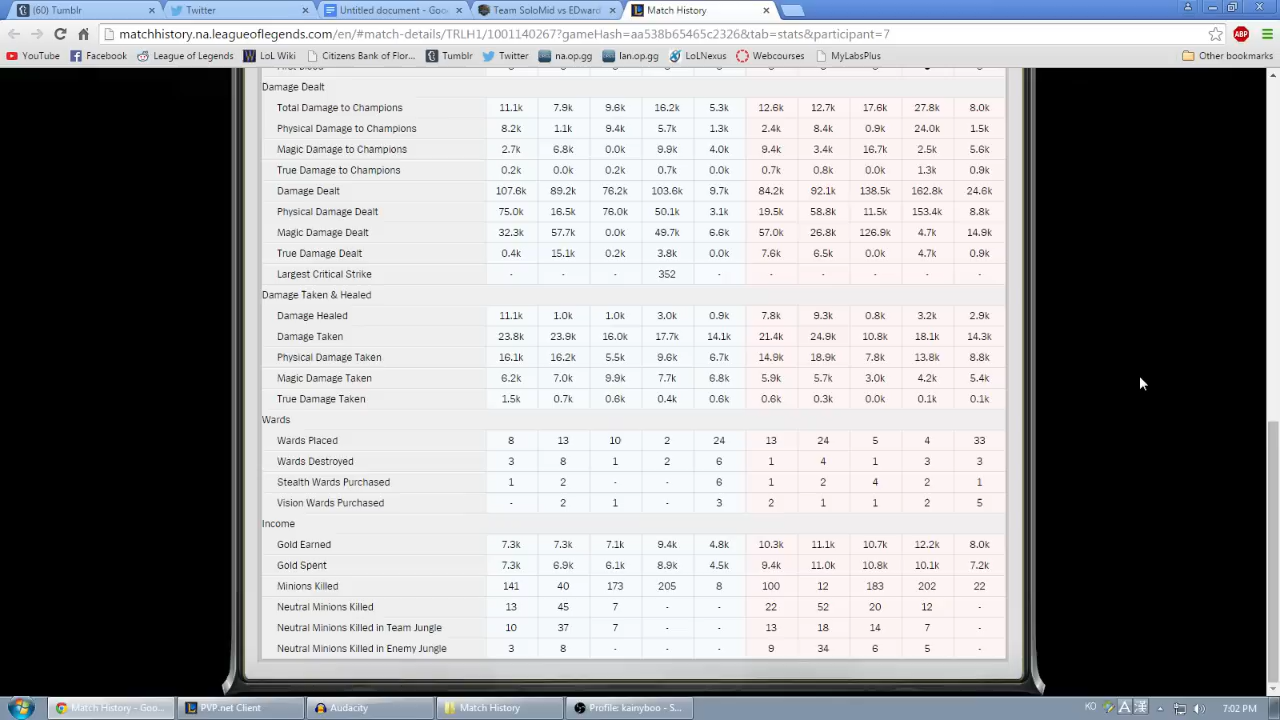 (60) Tumblr
Twitter
Untitled document - Goo
Team SoloMid vs EDward
Match History
matchhistory.na.leagueoflegends.com/en/#match-details/TRLH1/1001140267?gameHash=aa538b65465c2326&tab=stats&participant=7
YouTube Facebook League of Legends LoL Wiki Citizens Bank of Flor... Tumblr Twitter na.op.gg lan.op.gg LoLNexus Webcourses MyLabsPlus Other bookmarks
Damage Dealt
Total Damage to Champions 11.1k 7.9k 9.6k 16.2k 5.3k 12.6k 12.7k 17.6k 27.8k 8.0k
Physical Damage to Champions 8.2k 1.1k 9.4k 5.7k 1.3k 2.4k 8.4k 0.9k 24.0k 1.5k
Magic Damage to Champions 2.7k 6.8k 0.0k 9.9k 4.0k 9.4k 3.4k 16.7k 2.5k 5.6k
True Damage to Champions 0.2k 0.0k 0.2k 0.7k 0.0k 0.7k 0.8k 0.0k 1.3k 0.9k
Damage Dealt 107.6k 89.2k 76.2k 103.6k 9.7k 84.2k 92.1k 138.5k 162.8k 24.6k
Physical Damage Dealt 75.0k 16.5k 76.0k 50.1k 3.1k 19.5k 58.8k 11.5k 153.4k 8.8k
Magic Damage Dealt 32.3k 57.7k 0.0k 49.7k 6.6k 57.0k 26.8k 126.9k 4.7k 14.9k
True Damage Dealt 0.4k 15.1k 0.2k 3.8k 0.0k 7.6k 6.5k 0.0k 4.7k 0.9k
Largest Critical Strike - - - 352 - - - - - -
Damage Taken & Healed
Damage Healed 11.1k 1.0k 1.0k 3.0k 0.9k 7.8k 9.3k 0.8k 3.2k 2.9k
Damage Taken 23.8k 23.9k 16.0k 17.7k 14.1k 21.4k 24.9k 10.8k 18.1k 14.3k
Physical Damage Taken 16.1k 16.2k 5.5k 9.6k 6.7k 14.9k 18.9k 7.8k 13.8k 8.8k
Magic Damage Taken 6.2k 7.0k 9.9k 7.7k 6.8k 5.9k 5.7k 3.0k 4.2k 5.4k
True Damage Taken 1.5k 0.7k 0.6k 0.4k 0.6k 0.6k 0.3k 0.0k 0.1k 0.1k
Wards
Wards Placed 8 13 10 2 24 13 24 5 4 33
Wards Destroyed 3 8 1 2 6 1 4 1 3 3
Stealth Wards Purchased 1 2 - - 6 1 2 4 2 1
Vision Wards Purchased - 2 1 - 3 2 1 1 2 5
Income
Gold Earned 7.3k 7.3k 7.1k 9.4k 4.8k 10.3k 11.1k 10.7k 12.2k 8.0k
Gold Spent 7.3k 6.9k 6.1k 8.9k 4.5k 9.4k 11.0k 10.8k 10.1k 7.2k
Minions Killed 141 40 173 205 8 100 12 183 202 22
Neutral Minions Killed 13 45 7 - - 22 52 20 12 -
Neutral Minions Killed in Team Jungle 10 37 7 - - 13 18 14 7 -
Neutral Minions Killed in Enemy Jungle 3 8 - - - 9 34 6 5 -
Match History - Goo... PVP.net Client Audacity Match History Profile: kainyboo - S... KO A 漢 7:02 PM